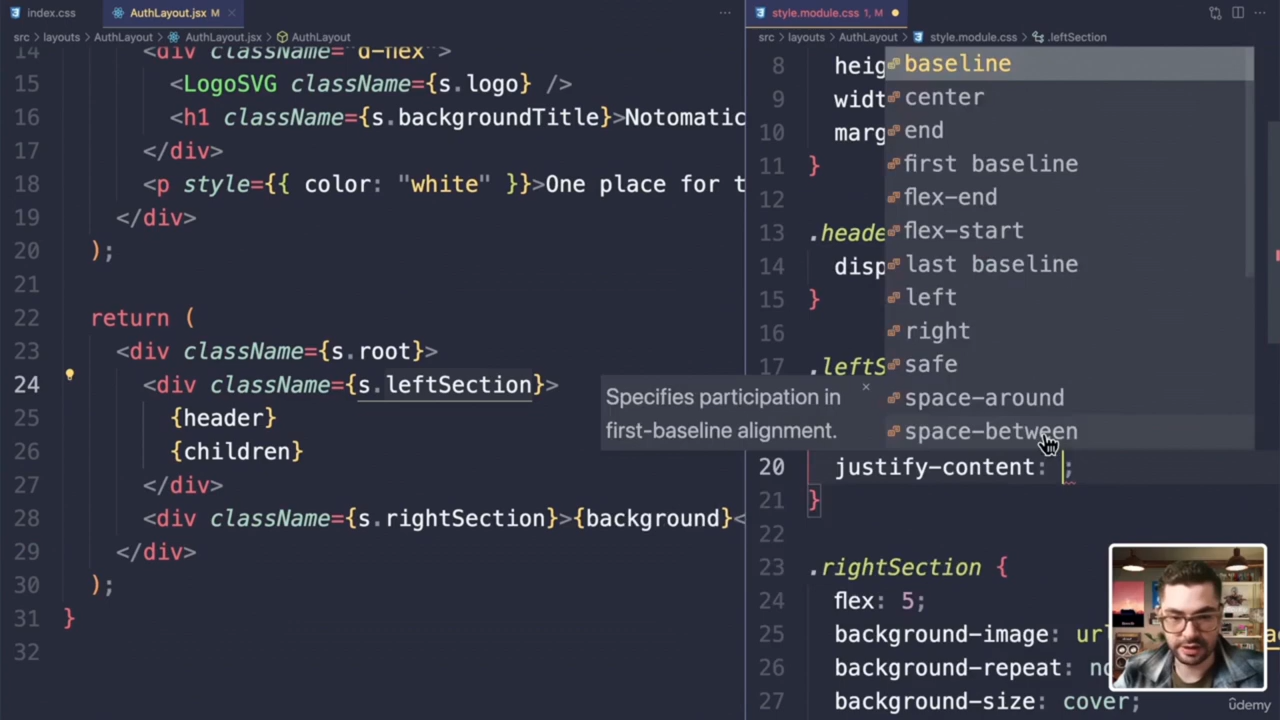 index.css
AuthLayout.jsx M ×
···
src › layouts › AuthLayout › AuthLayout.jsx › AuthLayout
14 <div className="d-flex">
15 <LogoSVG className={s.logo} />
16 <h1 className={s.backgroundTitle}>Notomatic
17 </div>
18 <p style={{ color: "white" }}>One place for t
19 </div>
20 );
21
22 return (
23 <div className={s.root}>
24 <div className={s.leftSection}>
25 {header}
26 {children}
27 </div>
28 <div className={s.rightSection}>{background}<
29 </div>
30 );
31 }
32
style.module.css 1, M
···
src › layouts › AuthLayout › style.module.css › .leftSection
8 heig
9 widt
10 marg
11 }
12
13 .heade
14 disp
15 }
16
17 .leftS
20 justify-content: ;
21 }
22
23 .rightSection {
24 flex: 5;
25 background-image: url
26 background-repeat: no
27 background-size: cover;
baseline
center
end
first baseline
flex-end
flex-start
last baseline
left
right
safe
space-around
space-between
Specifies participation in
first-baseline alignment.
×
ûdemy